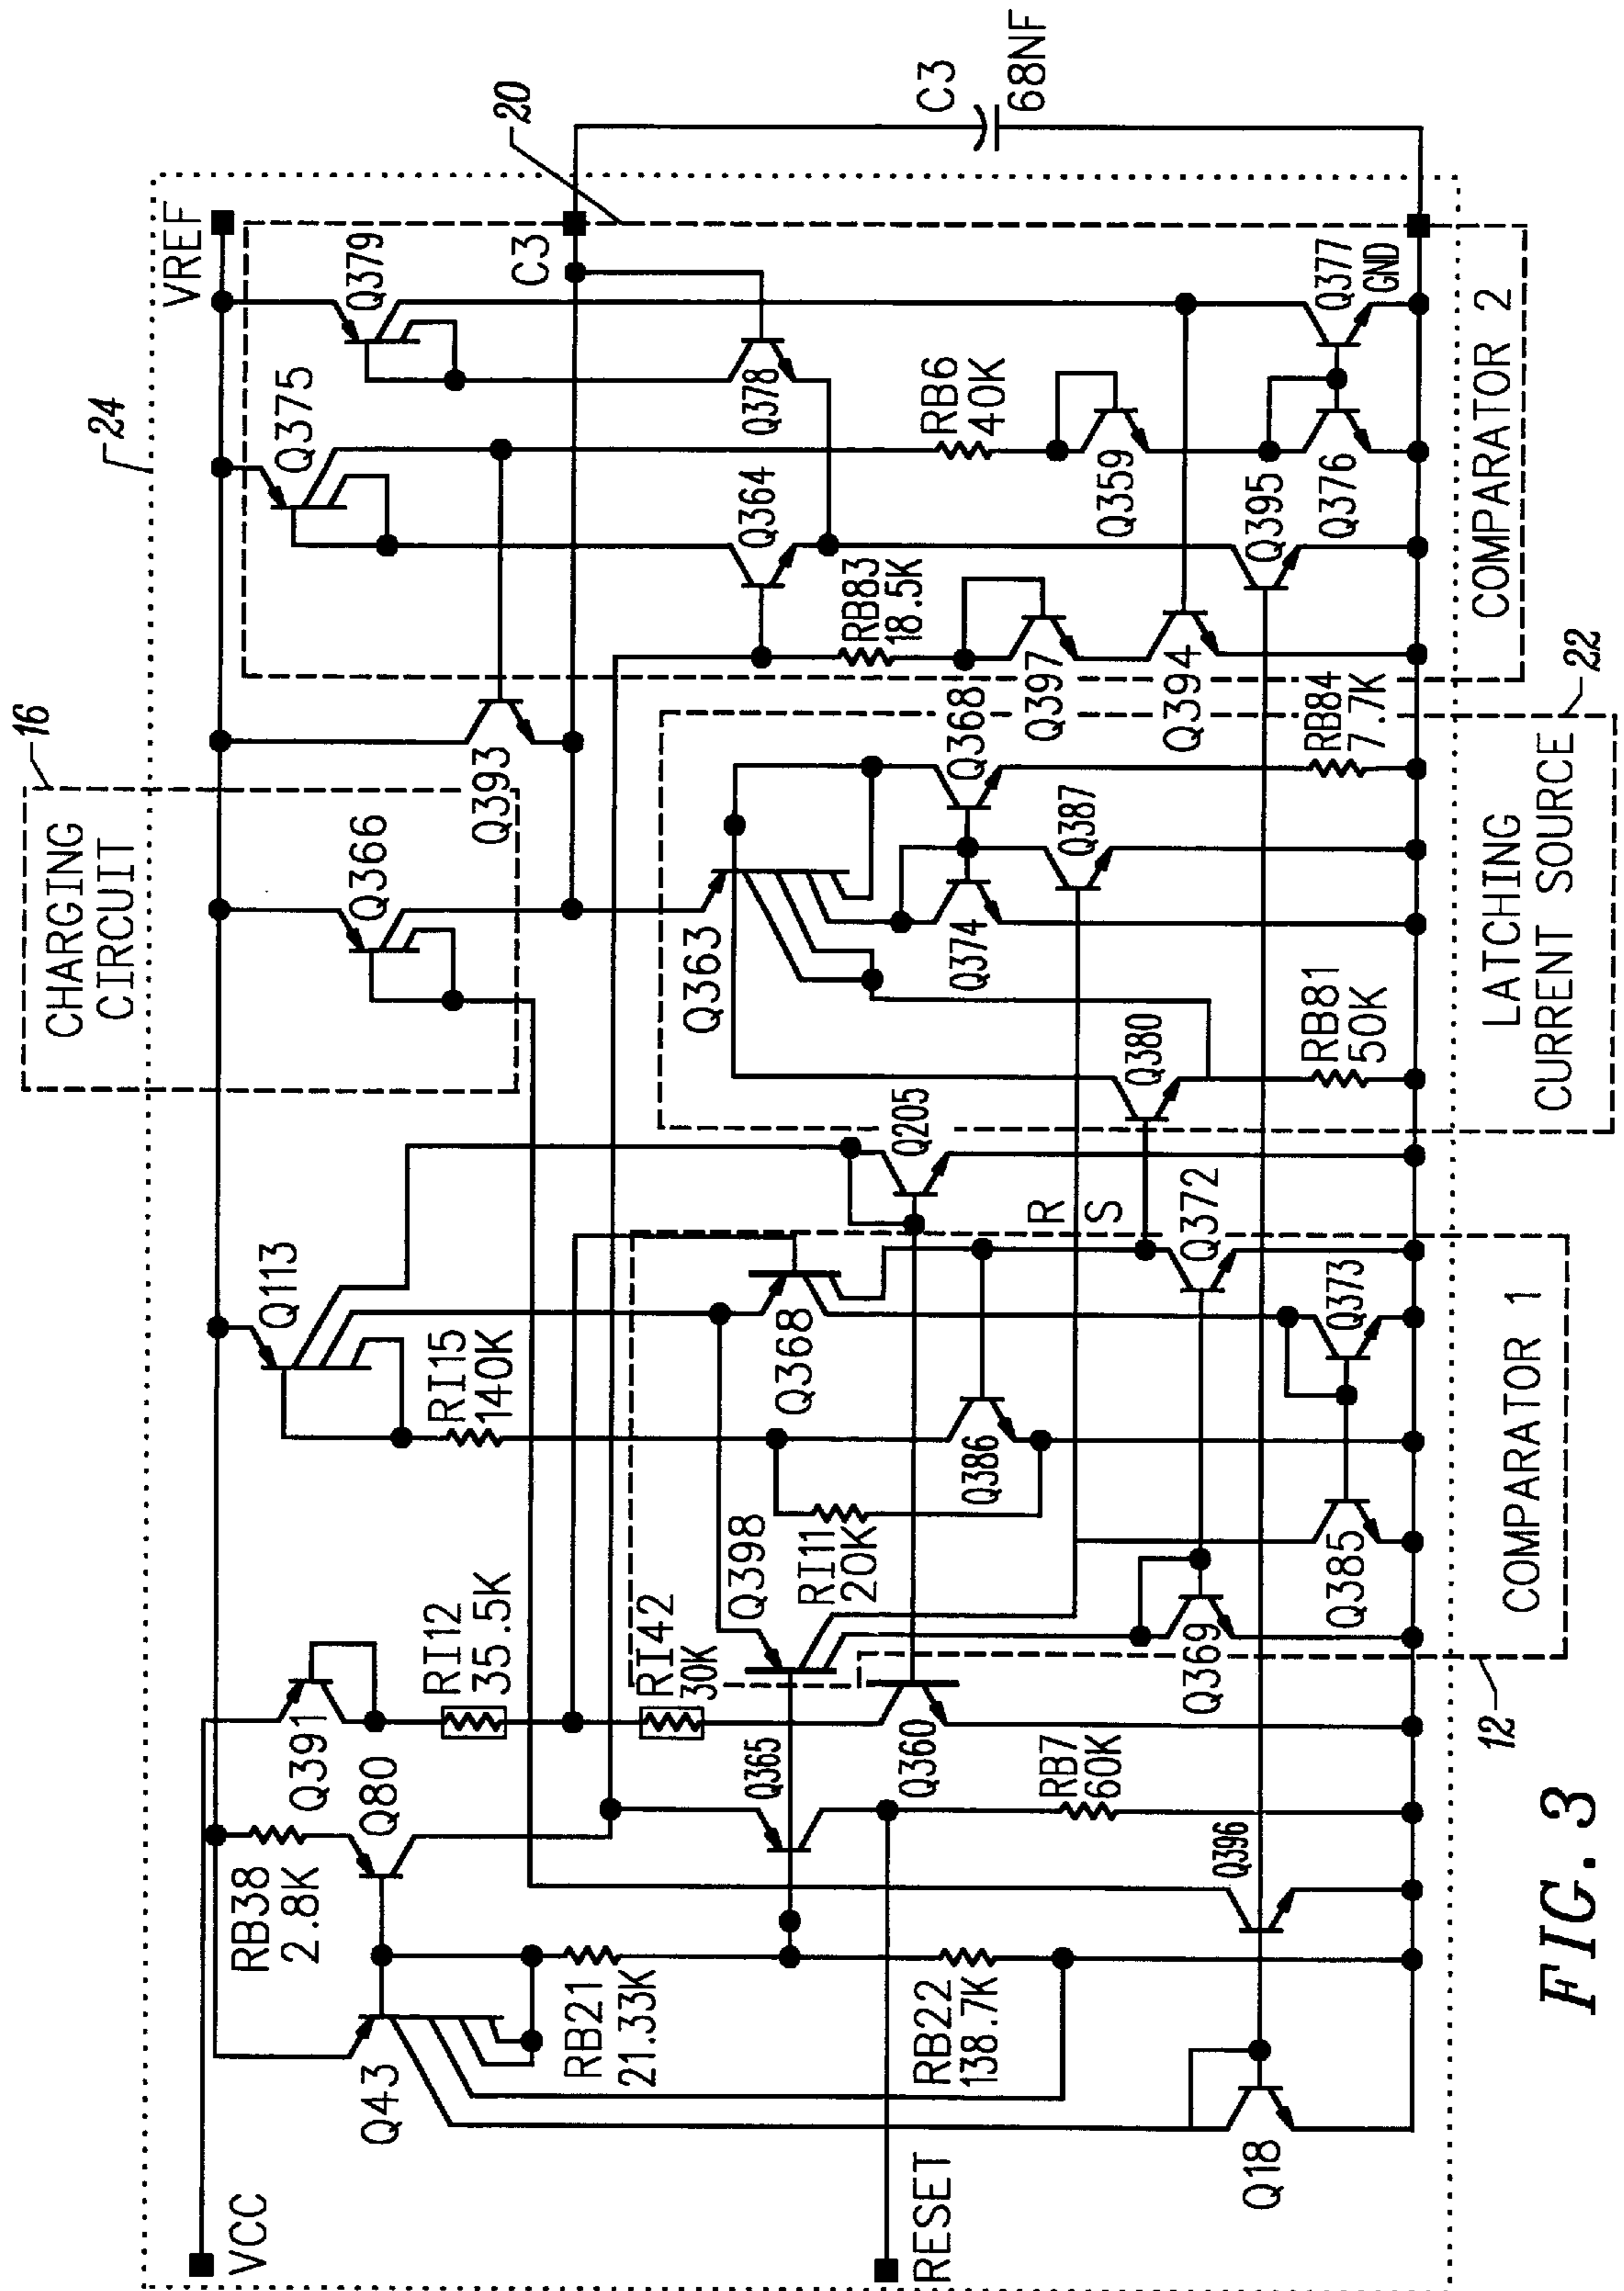 CHARGING
CIRCUIT
16
24
VREF
20
C3
68NF
C3
Q379
Q375
Q366
Q393
Q113
Q391
Q80
RB38
2.8K
Q43
VCC
RI12
35.5K
RI15
140K
Q398
RI42
30K
RI11
20K
Q368
Q205
Q363
Q368
Q374
Q387
Q364
Q378
RB83
18.5K
RB6
40K
Q359
Q397
Q394
Q395
Q376
Q377
GND
COMPARATOR 2
RB84
7.7K
22
LATCHING
CURRENT SOURCE
Q380
RB81
50K
R
S
Q372
Q373
Q386
Q385
Q369
COMPARATOR 1
12
Q365
Q360
RB7
60K
Q396
RB21
21.33K
RB22
138.7K
Q18
RESET
FIG. 3